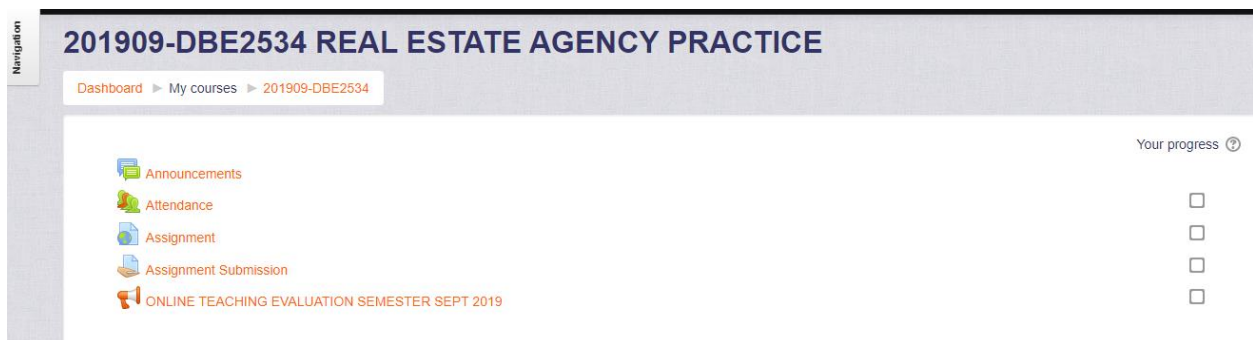 Navigation
201909-DBE2534 REAL ESTATE AGENCY PRACTICE
Dashboard ▶ My courses ▶ 201909-DBE2534
Your progress ?
Announcements
Attendance
Assignment
Assignment Submission
ONLINE TEACHING EVALUATION SEMESTER SEPT 2019